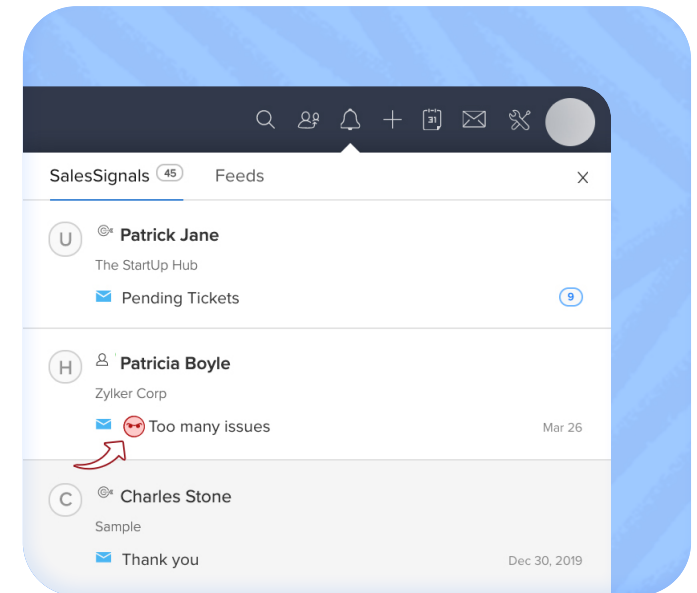 31
SalesSignals 45 Feeds X
U Patrick Jane
The StartUp Hub
Pending Tickets 9
H Patricia Boyle
Zylker Corp
Too many issues Mar 26
C Charles Stone
Sample
Thank you Dec 30, 2019